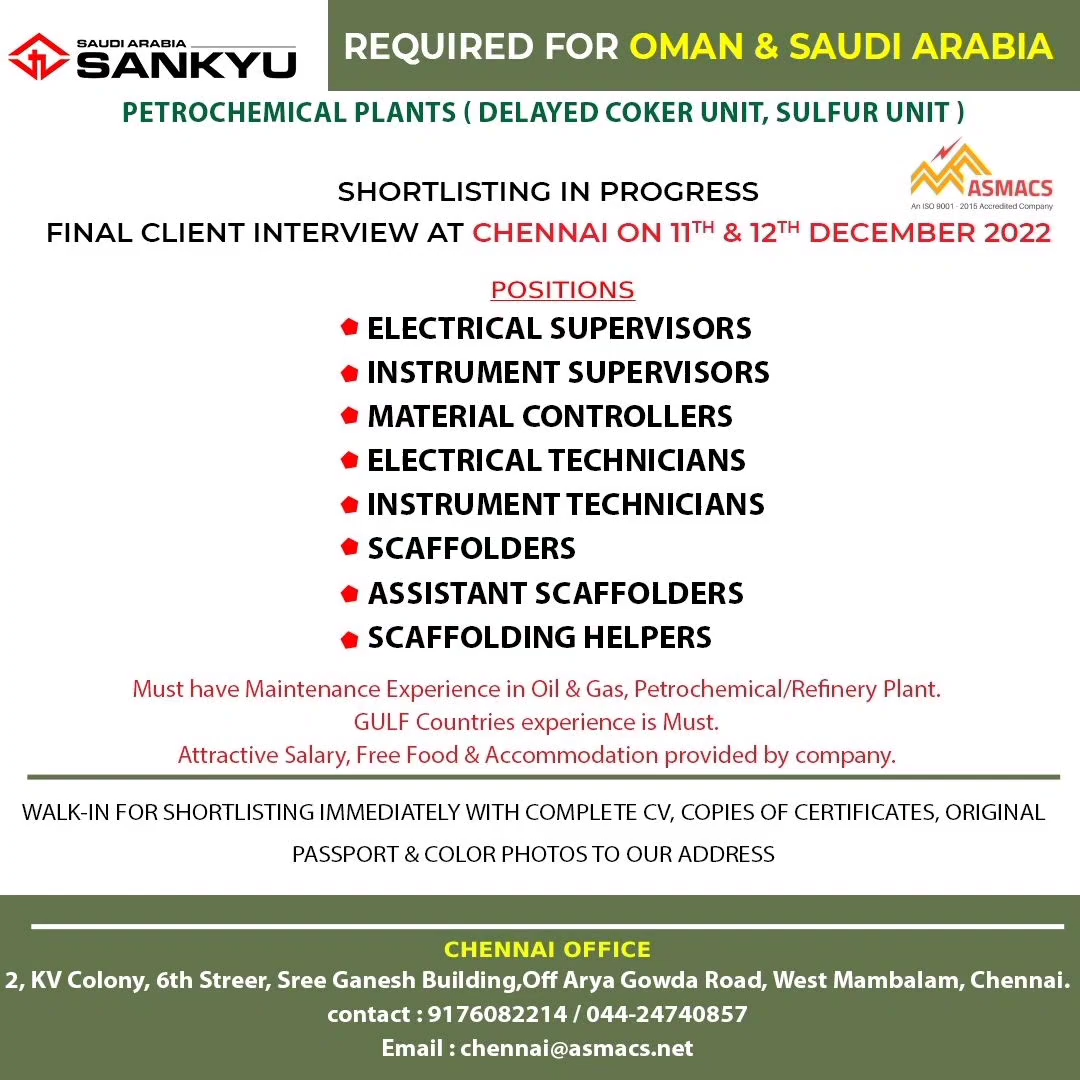 SAUDI ARABIA
SANKYU
REQUIRED FOR OMAN & SAUDI ARABIA
PETROCHEMICAL PLANTS ( DELAYED COKER UNIT, SULFUR UNIT )
ASMACS
An ISO 9001 - 2015 Accredited Company
SHORTLISTING IN PROGRESS
FINAL CLIENT INTERVIEW AT CHENNAI ON 11TH & 12TH DECEMBER 2022
POSITIONS
ELECTRICAL SUPERVISORS
INSTRUMENT SUPERVISORS
MATERIAL CONTROLLERS
ELECTRICAL TECHNICIANS
INSTRUMENT TECHNICIANS
SCAFFOLDERS
ASSISTANT SCAFFOLDERS
SCAFFOLDING HELPERS
Must have Maintenance Experience in Oil & Gas, Petrochemical/Refinery Plant.
GULF Countries experience is Must.
Attractive Salary, Free Food & Accommodation provided by company.
WALK-IN FOR SHORTLISTING IMMEDIATELY WITH COMPLETE CV, COPIES OF CERTIFICATES, ORIGINAL
PASSPORT & COLOR PHOTOS TO OUR ADDRESS
CHENNAI OFFICE
2, KV Colony, 6th Streer, Sree Ganesh Building,Off Arya Gowda Road, West Mambalam, Chennai.
contact : 9176082214 / 044-24740857
Email : chennai@asmacs.net